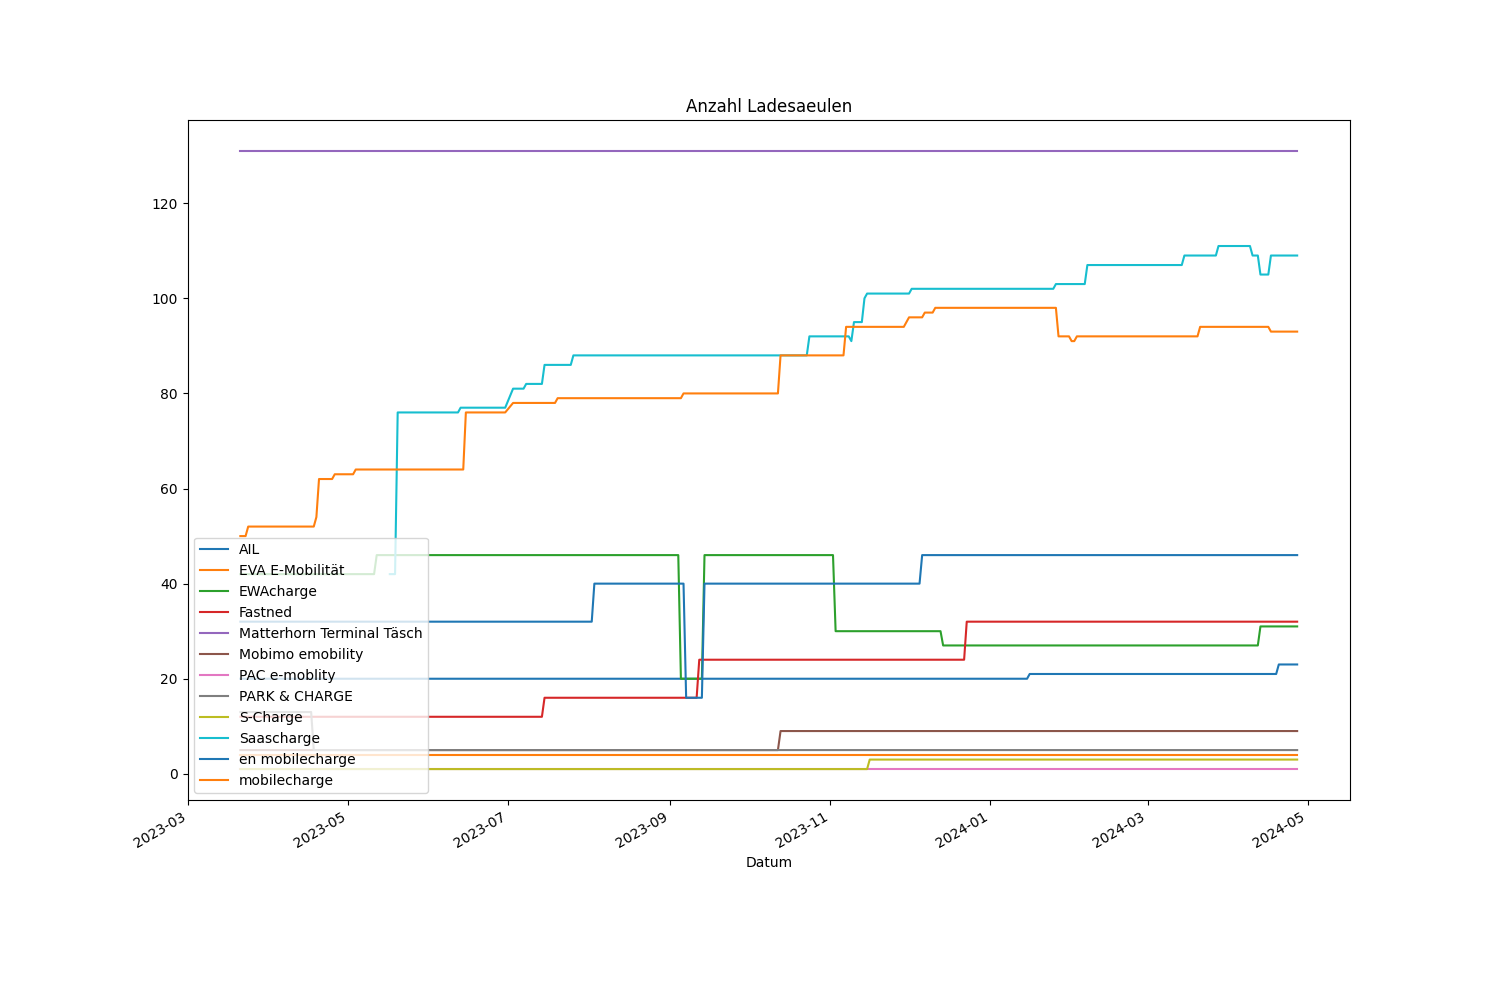 Anzahl Ladesaeulen
120
100
80
60
40
20
0
AIL
EVA E-Mobilität
EWAcharge
Fastned
Matterhorn Terminal Täsch
Mobimo emobility
PAC e-moblity
PARK & CHARGE
S-Charge
Saascharge
en mobilecharge
mobilecharge
2023-03
2023-05
2023-07
2023-09
2023-11
2024-01
2024-03
2024-05
Datum